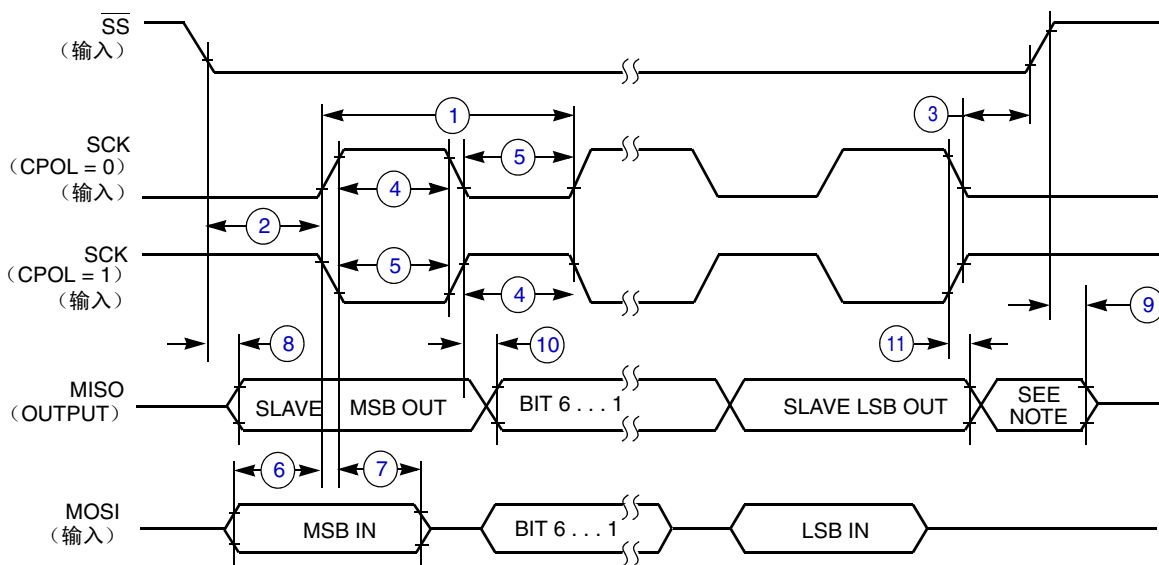 SS
（输入）
1
3
SCK
（CPOL = 0）
（输入）
5
4
2
SCK
（CPOL = 1）
（输入）
5
4
9
8
10
11
MISO
（OUTPUT）
SLAVE MSB OUT
BIT 6 . . . 1
SLAVE LSB OUT
SEE
NOTE
6
7
MOSI
（输入）
MSB IN
BIT 6 . . . 1
LSB IN